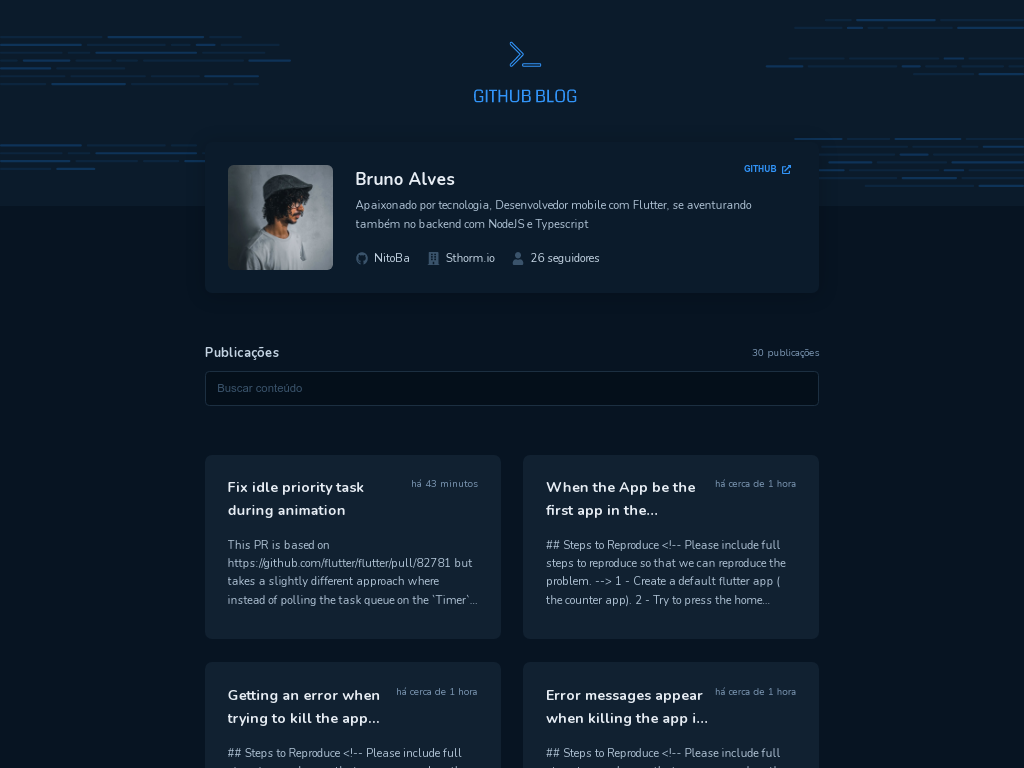 GITHUB BLOG
Bruno Alves
GITHUB
Apaixonado por tecnologia, Desenvolvedor mobile com Flutter, se aventurando
também no backend com NodeJS e Typescript
NitoBa
Sthorm.io
26 seguidores
Publicações
30 publicações
Buscar conteúdo
Fix idle priority task
during animation
há 43 minutos
This PR is based on
https://github.com/flutter/flutter/pull/82781 but
takes a slightly different approach where
instead of polling the task queue on the `Timer`...
When the App be the
first app in the...
há cerca de 1 hora
## Steps to Reproduce <!-- Please include full
steps to reproduce so that we can reproduce the
problem. --> 1 - Create a default flutter app (
the counter app). 2 - Try to press the home...
Getting an error when
trying to kill the app...
há cerca de 1 hora
## Steps to Reproduce <!-- Please include full
Error messages appear
when killing the app i...
há cerca de 1 hora
## Steps to Reproduce <!-- Please include full